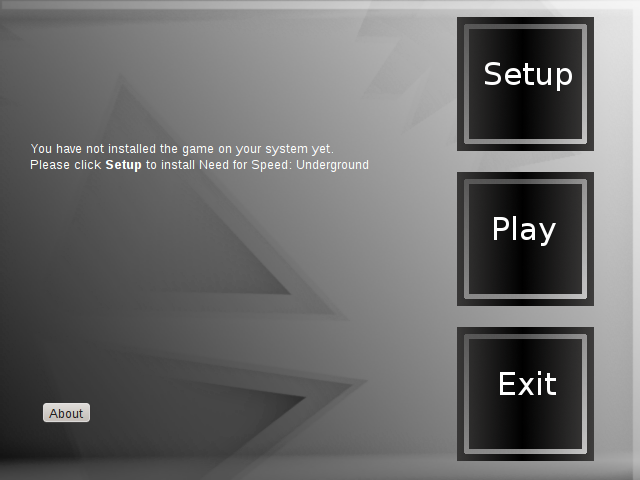 Setup
You have not installed the game on your system yet.
Please click Setup to install Need for Speed: Underground
Play
Exit
About